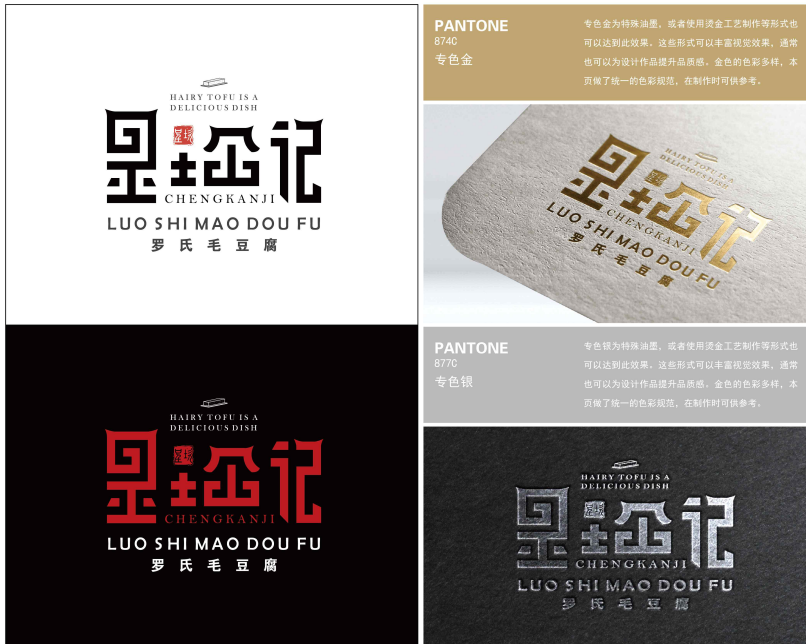 HAIRY TOFU IS A
DELICIOUS DISH
呈坎记
CHENGKANJI
LUO SHI MAO DOU FU
罗氏毛豆腐
PANTONE
874C
专色金
专色金为特殊油墨，或者使用烫金工艺制作等形式也
可以达到此效果。这些形式可以丰富视觉效果，通常
也可以为设计作品提升品质感。金色的色彩多样，本
页做了统一的色彩规范，在制作时可供参考。
HAIRY TOFU IS A
DELICIOUS DISH
呈坎记
CHENGKANJI
LUO SHI MAO DOU FU
罗氏毛豆腐
HAIRY TOFU IS A
DELICIOUS DISH
呈坎记
CHENGKANJI
LUO SHI MAO DOU FU
罗氏毛豆腐
PANTONE
877C
专色银
专色银为特殊油墨，或者使用烫金工艺制作等形式也
可以达到此效果。这些形式可以丰富视觉效果，通常
也可以为设计作品提升品质感。金色的色彩多样，本
页做了统一的色彩规范，在制作时可供参考。
HAIRY TOFU IS A
DELICIOUS DISH
呈坎记
CHENGKANJI
LUO SHI MAO DOU FU
罗氏毛豆腐